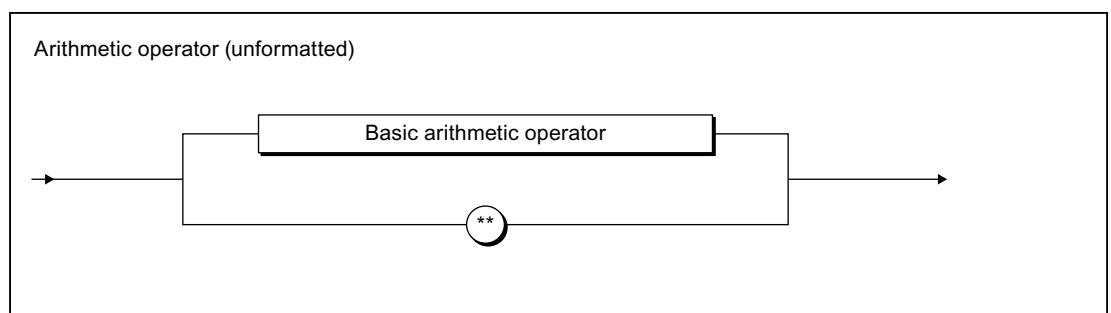 Arithmetic operator (unformatted)
Basic arithmetic operator
**